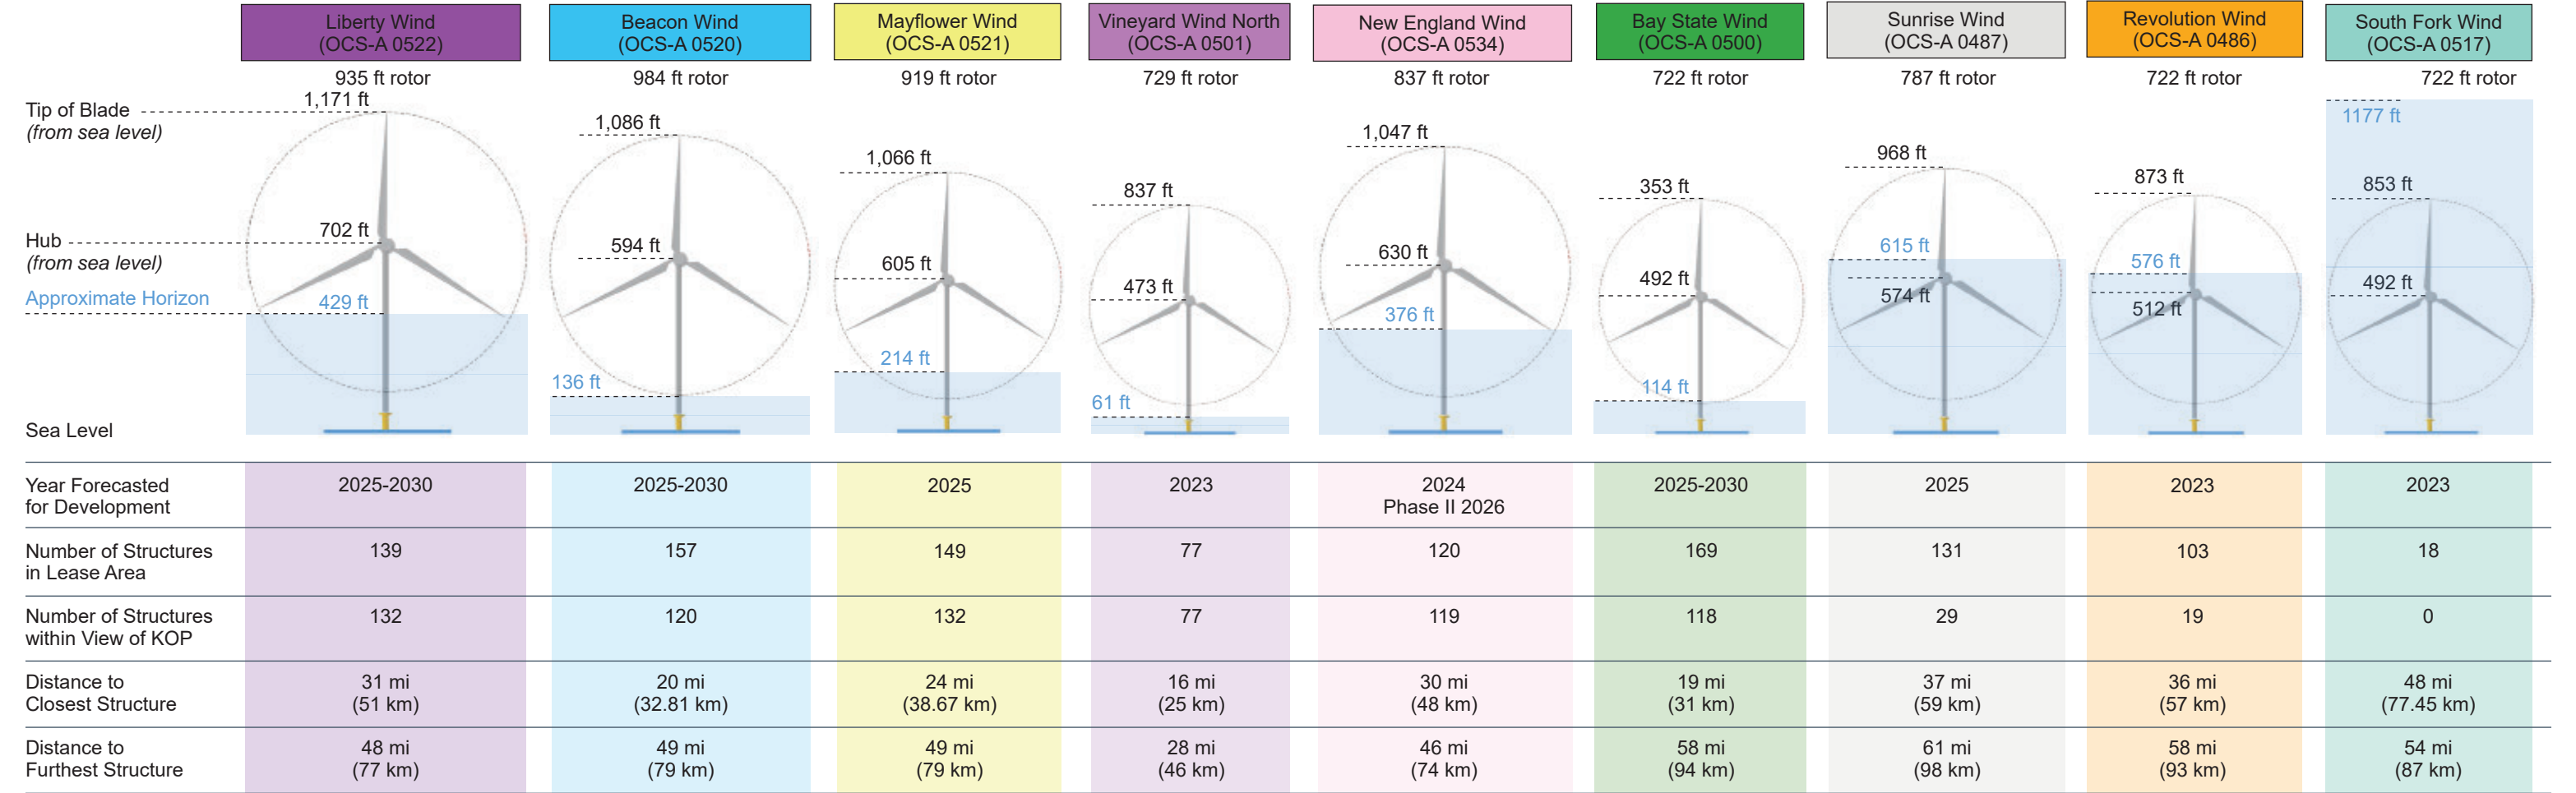 Liberty Wind
(OCS-A 0522)
Beacon Wind
(OCS-A 0520)
Mayflower Wind
(OCS-A 0521)
Vineyard Wind North
(OCS-A 0501)
New England Wind
(OCS-A 0534)
Bay State Wind
(OCS-A 0500)
Sunrise Wind
(OCS-A 0487)
Revolution Wind
(OCS-A 0486)
South Fork Wind
(OCS-A 0517)
935 ft rotor
984 ft rotor
919 ft rotor
729 ft rotor
837 ft rotor
722 ft rotor
787 ft rotor
722 ft rotor
722 ft rotor
Tip of Blade
(from sea level)
1,171 ft
1,086 ft
1,066 ft
837 ft
1,047 ft
353 ft
968 ft
873 ft
1177 ft
853 ft
Hub
(from sea level)
702 ft
594 ft
605 ft
473 ft
630 ft
492 ft
615 ft
574 ft
576 ft
512 ft
492 ft
Approximate Horizon
429 ft
136 ft
214 ft
61 ft
376 ft
114 ft
Sea Level
Year Forecasted
for Development
2025-2030
2025-2030
2025
2023
2024
Phase II 2026
2025-2030
2025
2023
2023
Number of Structures
in Lease Area
139
157
149
77
120
169
131
103
18
Number of Structures
within View of KOP
132
120
132
77
119
118
29
19
0
Distance to
Closest Structure
31 mi
(51 km)
20 mi
(32.81 km)
24 mi
(38.67 km)
16 mi
(25 km)
30 mi
(48 km)
19 mi
(31 km)
37 mi
(59 km)
36 mi
(57 km)
48 mi
(77.45 km)
Distance to
Furthest Structure
48 mi
(77 km)
49 mi
(79 km)
49 mi
(79 km)
28 mi
(46 km)
46 mi
(74 km)
58 mi
(94 km)
61 mi
(98 km)
58 mi
(93 km)
54 mi
(87 km)